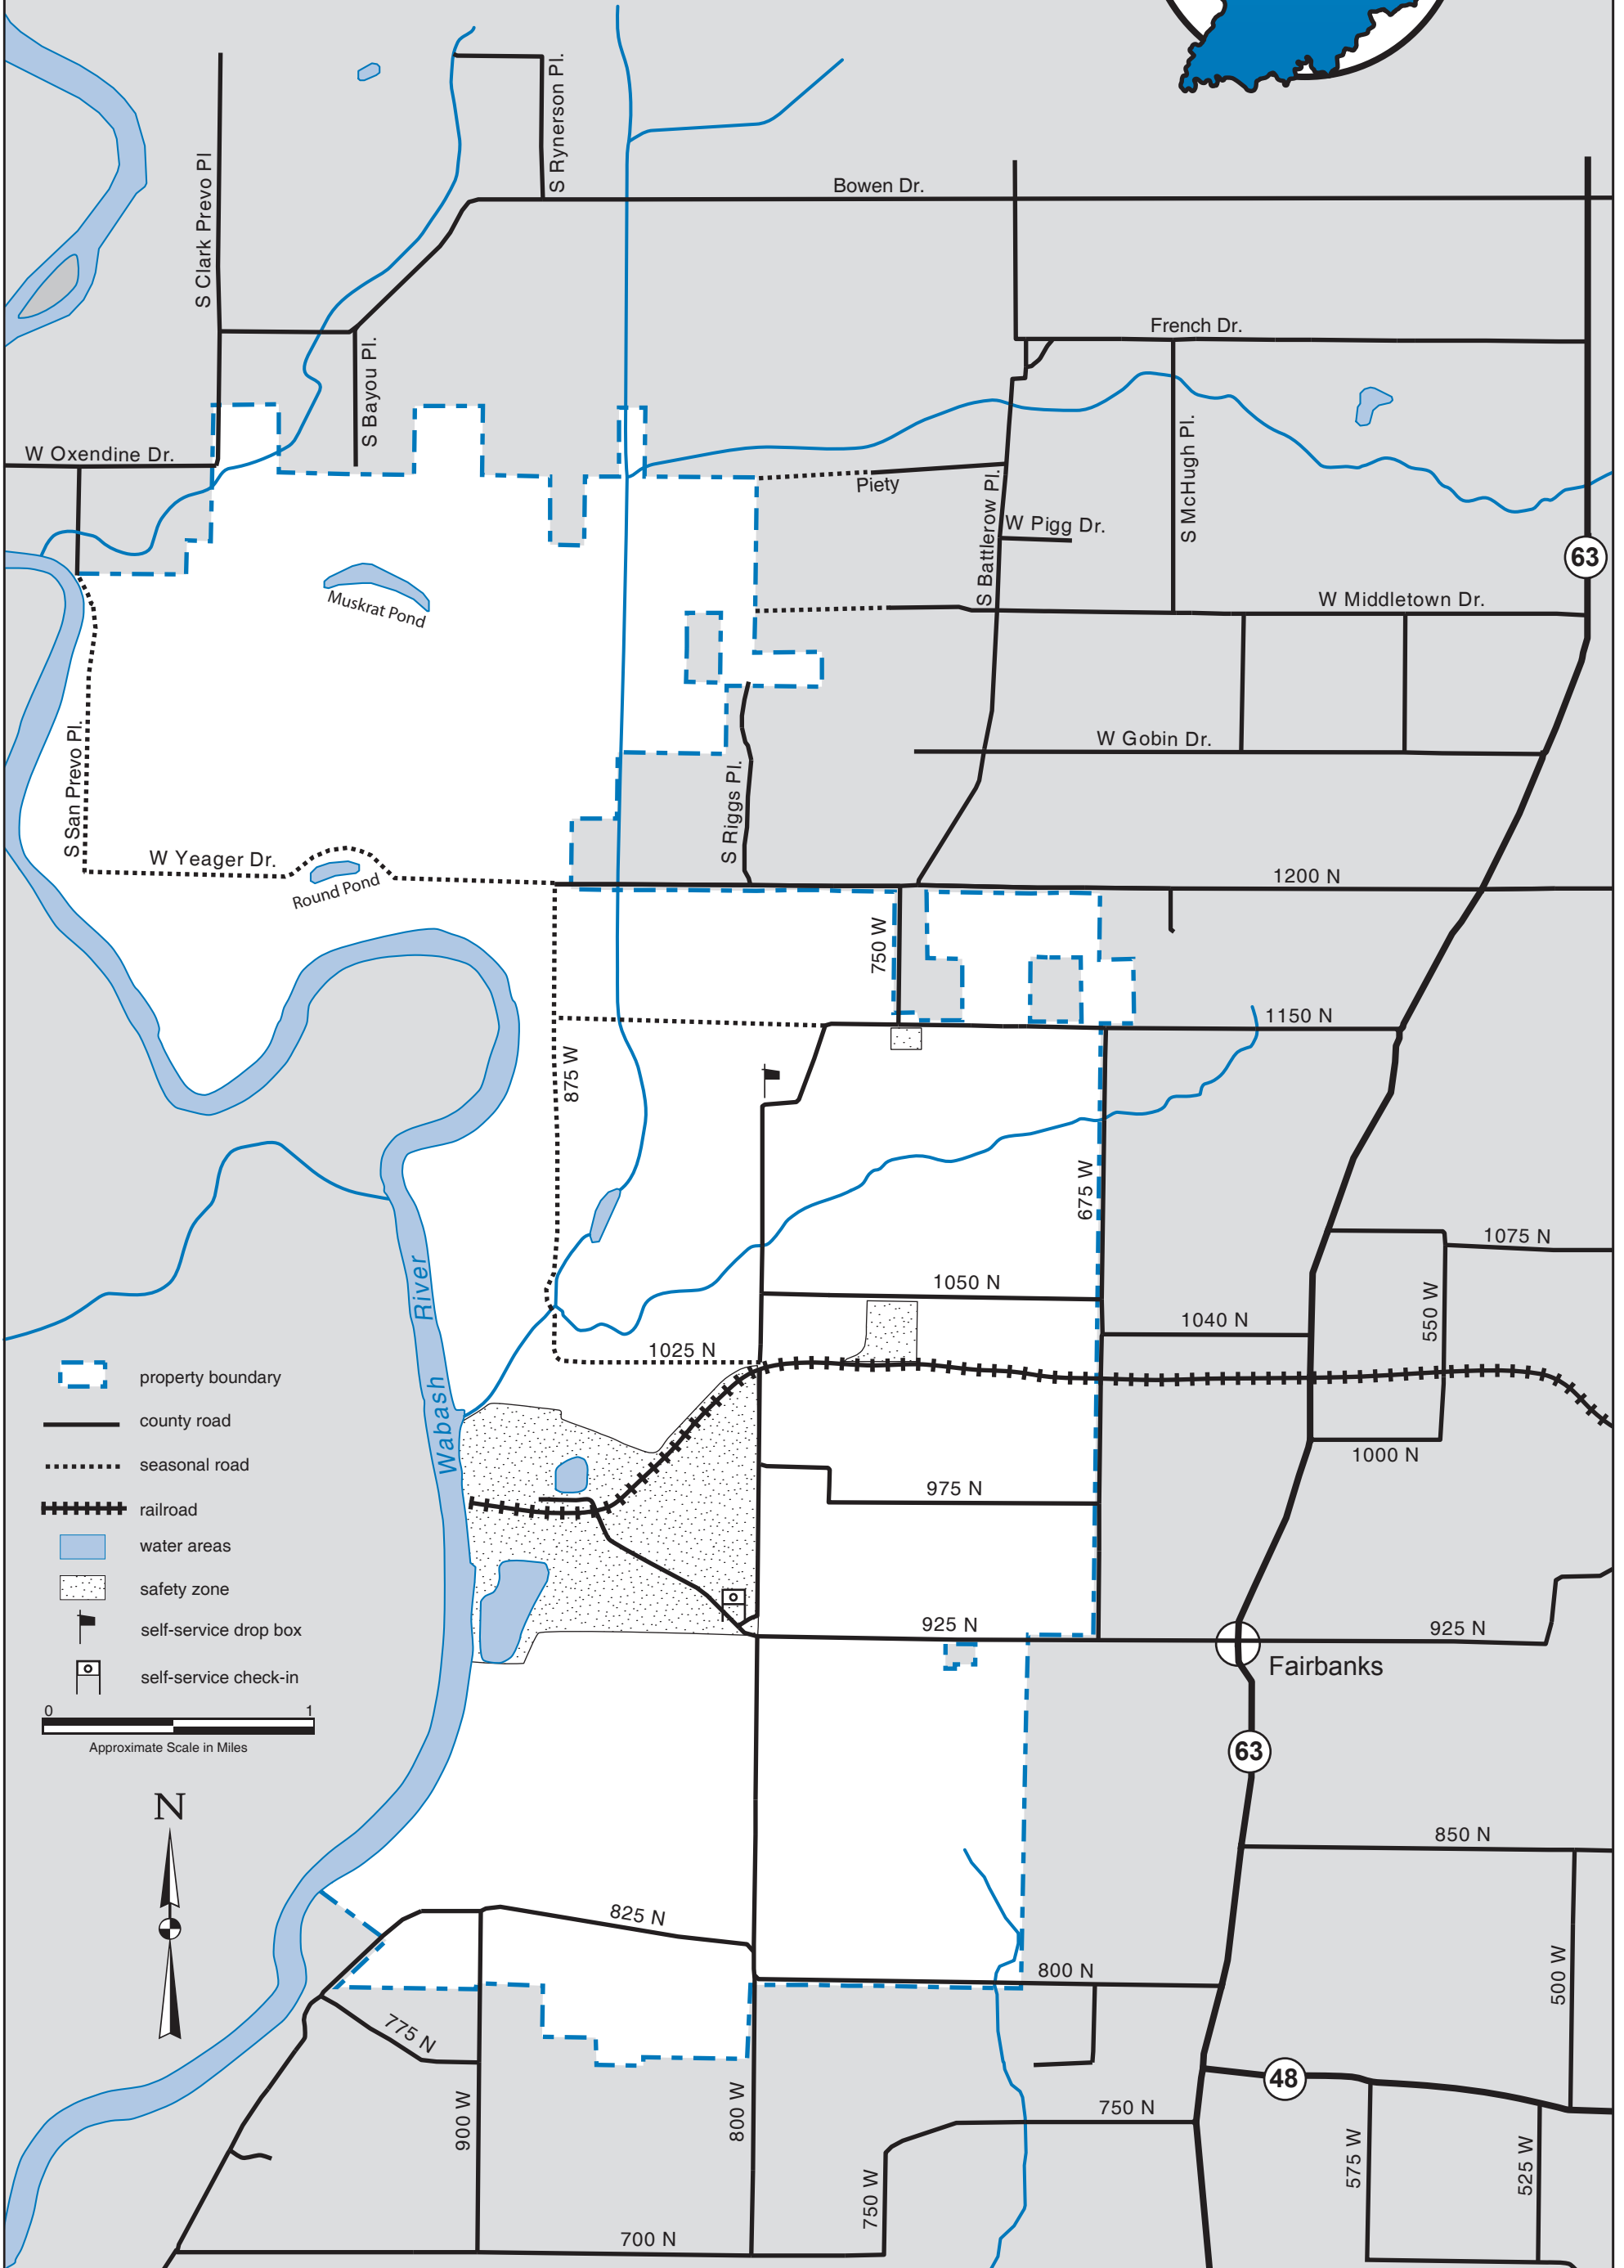 S Rynerson Pl.
S Clark Prevo Pl
Bowen Dr.
French Dr.
S Bayou Pl.
W Oxendine Dr.
Piety
S Battlerow Pl.
S McHugh Pl.
W Pigg Dr.
63
Muskrat Pond
W Middletown Dr.
S San Prevo Pl.
W Gobin Dr.
S Riggs Pl.
W Yeager Dr.
Round Pond
1200 N
750 W
1150 N
875 W
675 W
1075 N
1050 N
River
1040 N
550 W
1025 N
Wabash
property boundary
county road
1000 N
seasonal road
975 N
railroad
water areas
safety zone
self-service drop box
925 N
925 N
Fairbanks
self-service check-in
0 1
Approximate Scale in Miles
63
N
850 N
825 N
800 N
500 W
775 N
48
900 W
800 W
750 N
575 W
525 W
750 W
700 N